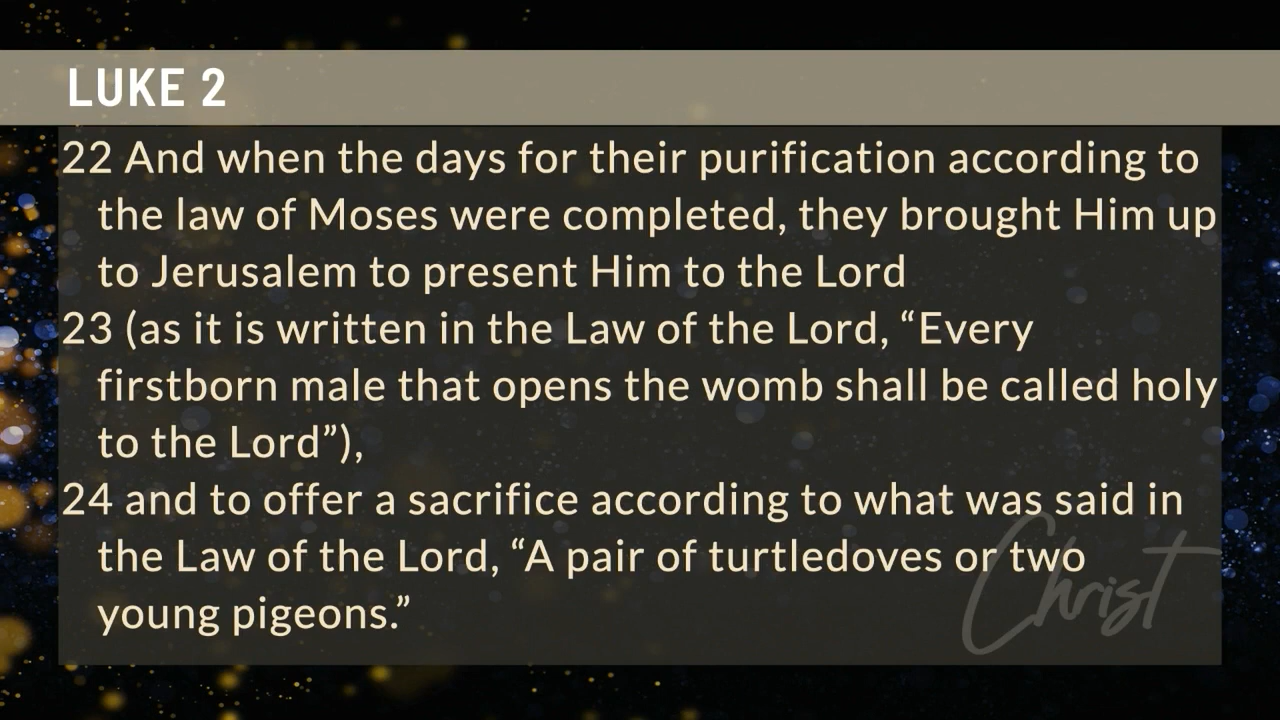 LUKE 2
22 And when the days for their purification according to
the law of Moses were completed, they brought Him up
to Jerusalem to present Him to the Lord
23 (as it is written in the Law of the Lord, “Every
firstborn male that opens the womb shall be called holy
to the Lord”),
24 and to offer a sacrifice according to what was said in
the Law of the Lord, “A pair of turtledoves or two
young pigeons.”
Christ